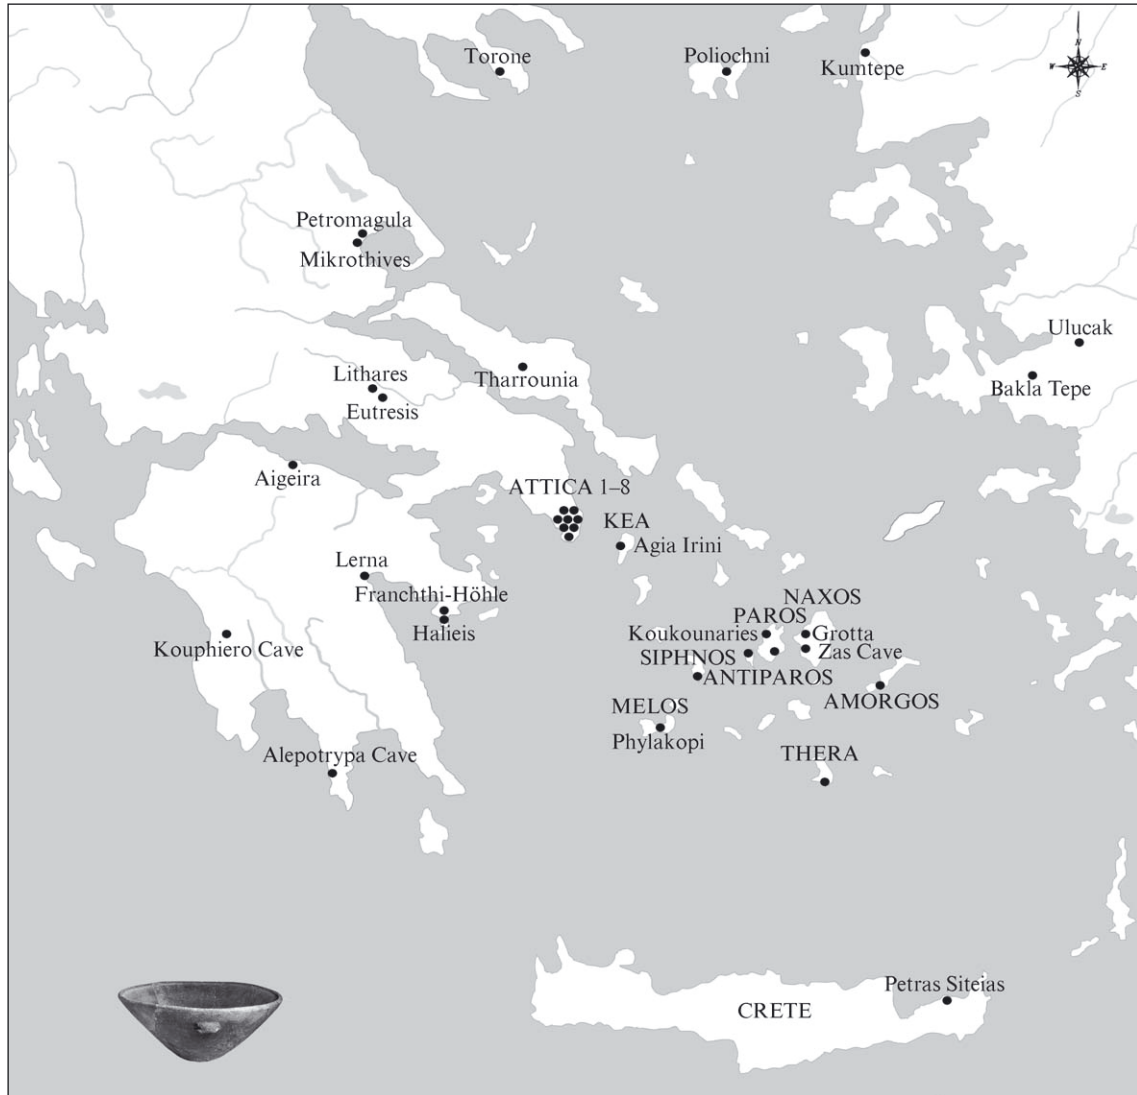 Torone
Poliochni
Kumtepe
N
W E
S
Petromagula
Mikrothives
Ulucak
Lithares
Tharrounia
Bakla Tepe
Eutresis
Aigeira
ATTICA 1–8
KEA
Agia Irini
Lerna
Franchthi-Höhle
NAXOS
PAROS
Halieis
Koukounaries
Grotta
Kouphiero Cave
SIPHNOS
Zas Cave
ANTIPAROS
AMORGOS
MELOS
Phylakopi
Alepotrypa Cave
THERA
Petras Siteias
CRETE